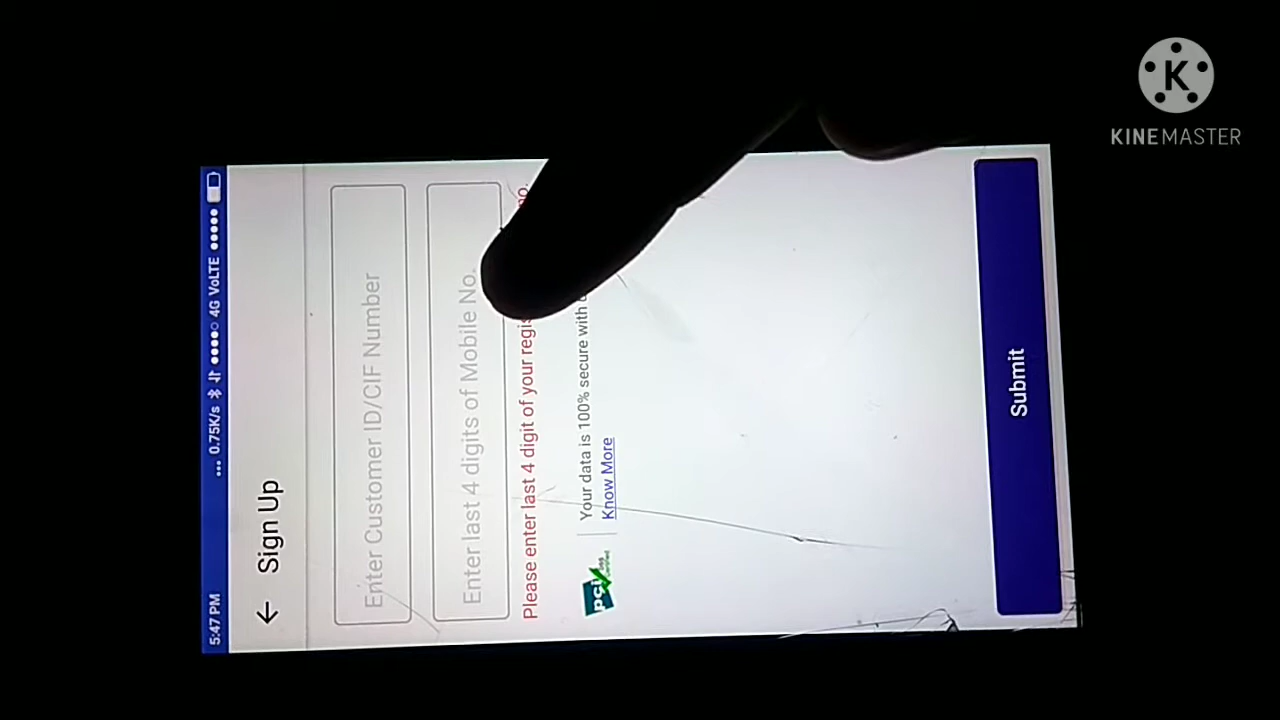 5:47 PM ... 0.75K/s 4G VoLTE
Sign Up
Enter Customer ID/CIF Number
Enter last 4 digits of Mobile No.
Please enter last 4 digit of your no.
Your data is 100% secure with
Know More
PCI
Submit
K
KINEMASTER